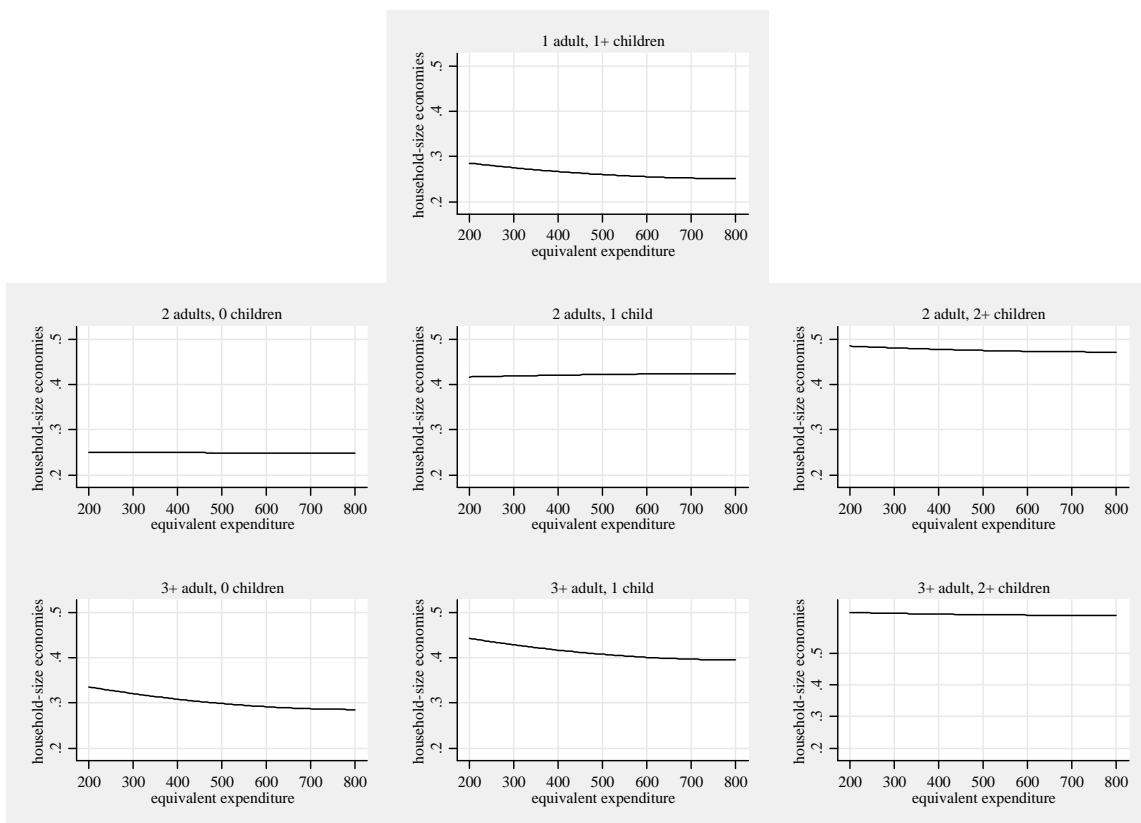 1 adult, 1+ children
household-size economies
.5
.4
.3
.2
200 300 400 500 600 700 800
equivalent expenditure
2 adults, 0 children
household-size economies
.5
.4
.3
.2
200 300 400 500 600 700 800
equivalent expenditure
2 adults, 1 child
household-size economies
.5
.4
.3
.2
200 300 400 500 600 700 800
equivalent expenditure
2 adult, 2+ children
household-size economies
.5
.4
.3
.2
200 300 400 500 600 700 800
equivalent expenditure
3+ adult, 0 children
household-size economies
.5
.4
.3
.2
200 300 400 500 600 700 800
equivalent expenditure
3+ adult, 1 child
household-size economies
.5
.4
.3
.2
200 300 400 500 600 700 800
equivalent expenditure
3+ adult, 2+ children
household-size economies
.5
.4
.3
.2
200 300 400 500 600 700 800
equivalent expenditure